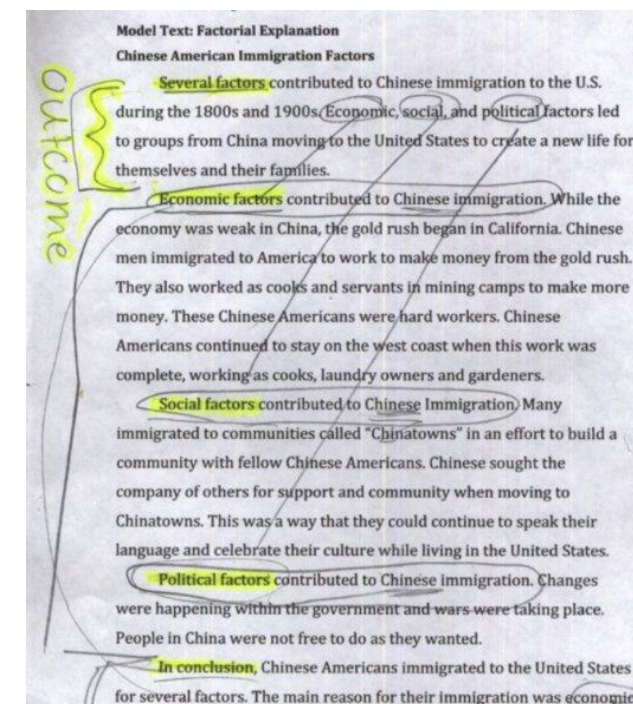 Model Text: Factorial Explanation
Chinese American Immigration Factors
Several factors contributed to Chinese immigration to the U.S.
during the 1800s and 1900s. Economic, social, and political factors led
to groups from China moving to the United States to create a new life for
themselves and their families.
outcome
Economic factors contributed to Chinese immigration. While the
economy was weak in China, the gold rush began in California. Chinese
men immigrated to America to work to make money from the gold rush.
They also worked as cooks and servants in mining camps to make more
money. These Chinese Americans were hard workers. Chinese
Americans continued to stay on the west coast when this work was
complete, working as cooks, laundry owners and gardeners.
Social factors contributed to Chinese Immigration. Many
immigrated to communities called "Chinatowns" in an effort to build a
community with fellow Chinese Americans. Chinese sought the
company of others for support and community when moving to
Chinatowns. This was a way that they could continue to speak their
language and celebrate their culture while living in the United States.
Political factors contributed to Chinese immigration. Changes
were happening within the government and wars were taking place.
People in China were not free to do as they wanted.
In conclusion, Chinese Americans immigrated to the United States
for several factors. The main reason for their immigration was economic